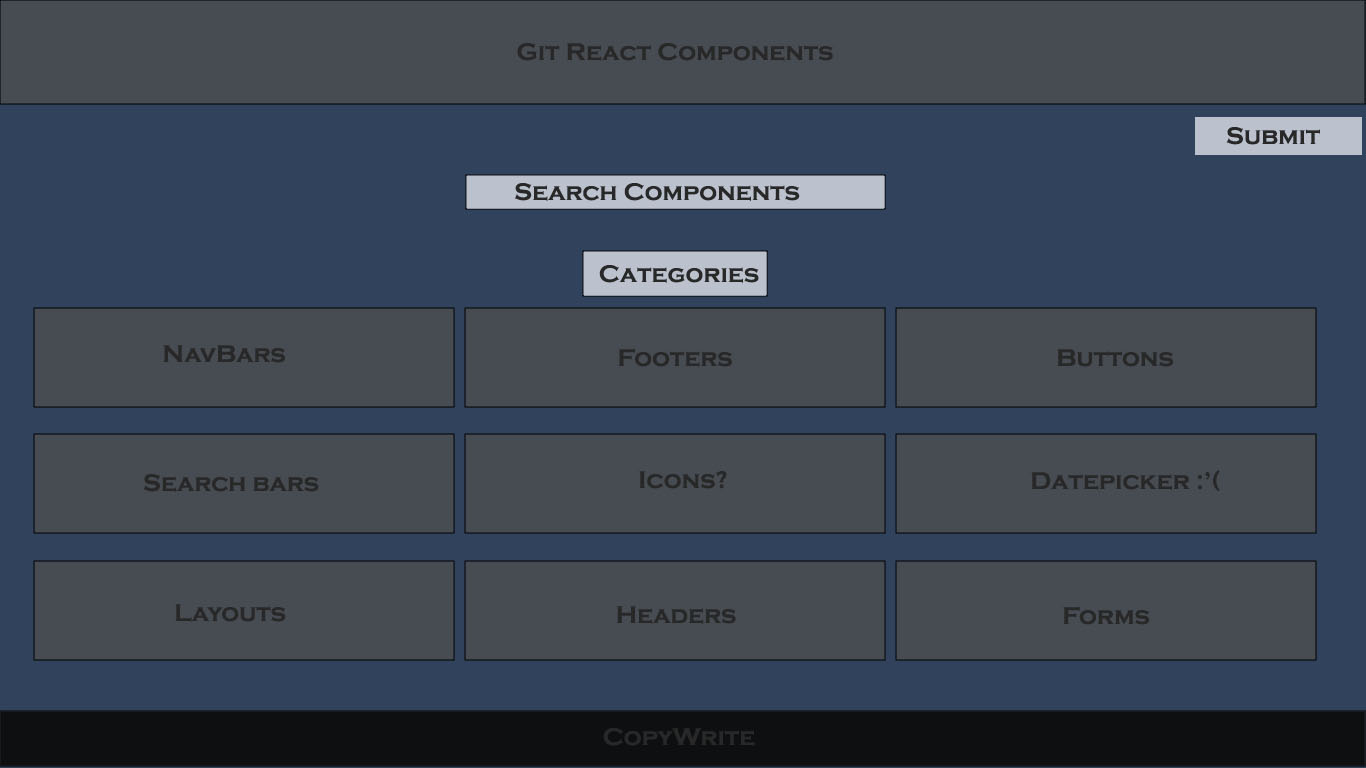 Git React Components
Submit
Search Components
Categories
NavBars
Footers
Buttons
Search bars
Icons?
Datepicker :'(
Layouts
Headers
Forms
CopyWrite